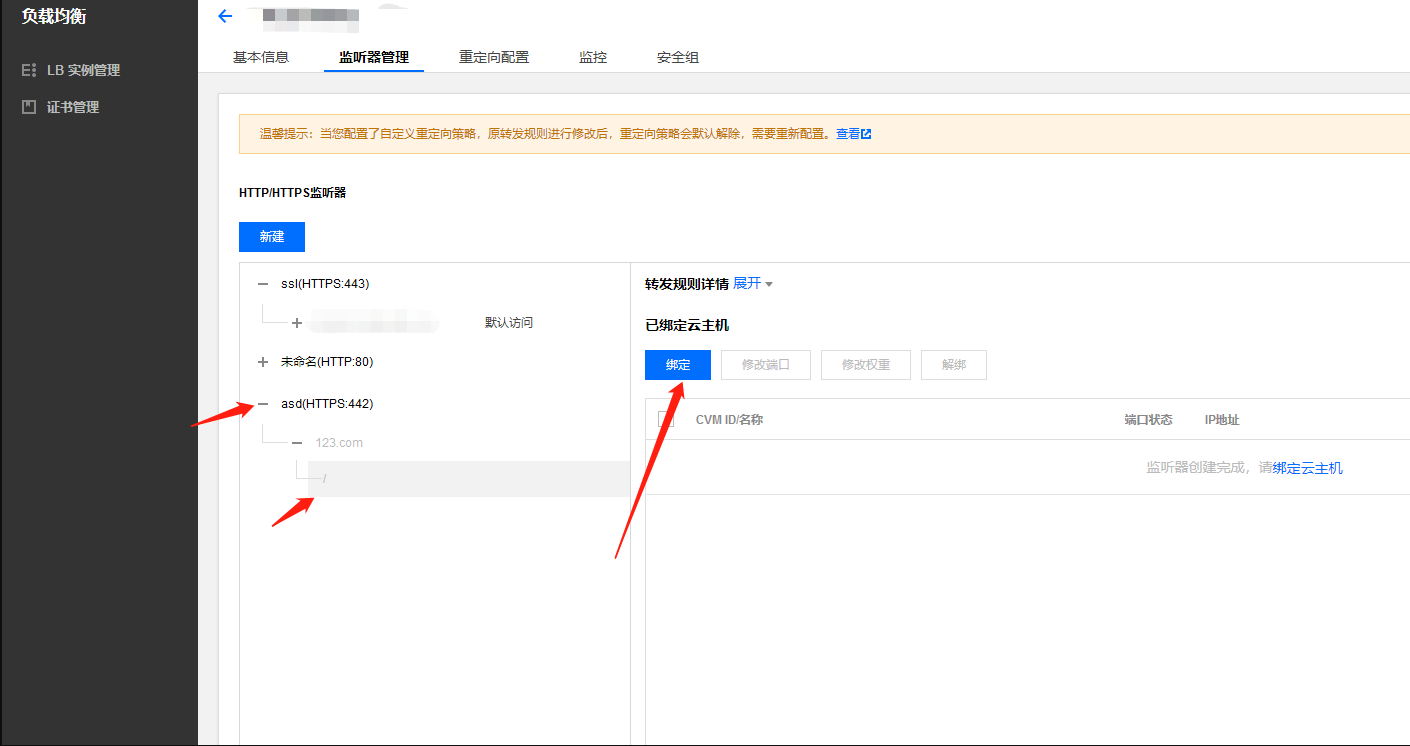 负载均衡
LB 实例管理
证书管理
基本信息 监听器管理 重定向配置 监控 安全组
温馨提示：当您配置了自定义重定向策略，原转发规则进行修改后，重定向策略会默认解除，需要重新配置。查看
HTTP/HTTPS监听器
新建
ssl(HTTPS:443)
默认访问
未命名(HTTP:80)
asd(HTTPS:442)
123.com
/
转发规则详情 展开
已绑定云主机
绑定 修改端口 修改权重 解绑
CVM ID/名称 端口状态 IP地址
监听器创建完成，请绑定云主机